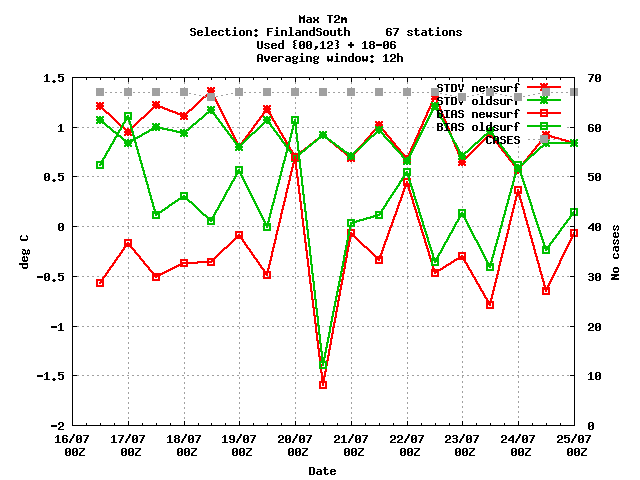 Max T2m
Selection: FinlandSouth 67 stations
Used {00,12} + 18-06
Averaging window: 12h
STDV newsurf
STDV oldsurf
BIAS newsurf
BIAS oldsurf
CASES
1.5
1
0.5
0
-0.5
-1
-1.5
-2
deg C
70
60
50
40
30
20
10
0
No cases
16/07 17/07 18/07 19/07 20/07 21/07 22/07 23/07 24/07 25/07
00Z 00Z 00Z 00Z 00Z 00Z 00Z 00Z 00Z 00Z
Date